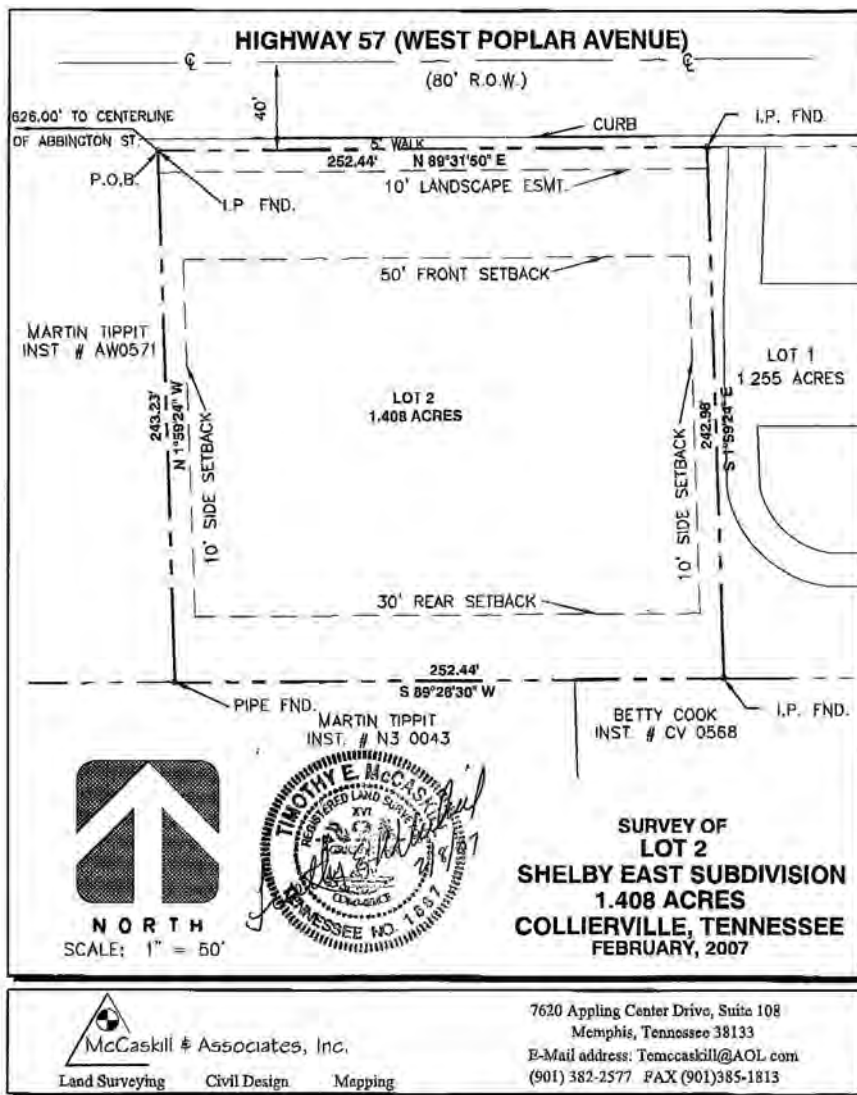 HIGHWAY 57 (WEST POPLAR AVENUE)
℄ ℄
(80' R.O.W.)
40'
626.00' TO CENTERLINE
OF ABBINGTON ST.
CURB
I.P. FND.
5' WALK
252.44' N 89°31'50" E
10' LANDSCAPE ESMT.
P.O.B.
I.P FND.
50' FRONT SETBACK
MARTIN TIPPIT
INST # AW0571
243.23'
N 1°59'24" W
10' SIDE SETBACK
LOT 2
1.408 ACRES
10' SIDE SETBACK
242.98'
S 1°59'24" E
LOT 1
1 255 ACRES
30' REAR SETBACK
252.44'
S 89°28'30" W
PIPE FND.
MARTIN TIPPIT
INST. # N3 0043
BETTY COOK
INST # CV 0568
I.P. FND.
TIMOTHY E. McCASKILL
REGISTERED LAND SURVEYOR
XVI
COMMERCE
TENNESSEE NO.
NORTH
SCALE: 1" = 50'
SURVEY OF
LOT 2
SHELBY EAST SUBDIVISION
1.408 ACRES
COLLIERVILLE, TENNESSEE
FEBRUARY, 2007
McCaskill & Associates, Inc.
Land Surveying Civil Design Mapping
7620 Appling Center Drive, Suite 108
Memphis, Tennessee 38133
E-Mail address: Temccaskill@AOL com
(901) 382-2577 FAX (901)385-1813